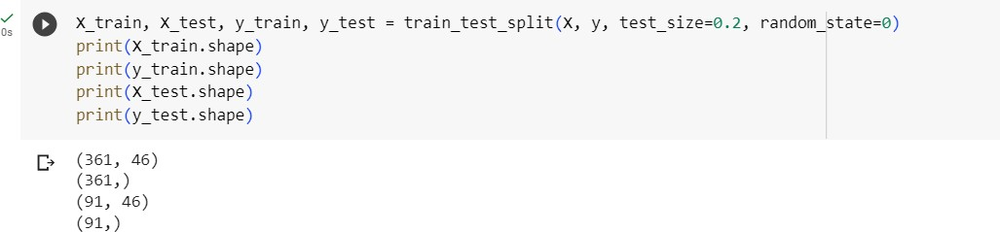 X_train, X_test, y_train, y_test = train_test_split(X, y, test_size=0.2, random_state=0)
0s
print(X_train.shape)
print(y_train.shape)
print(X_test.shape)
print(y_test.shape)
(361, 46)
(361,)
(91, 46)
(91,)